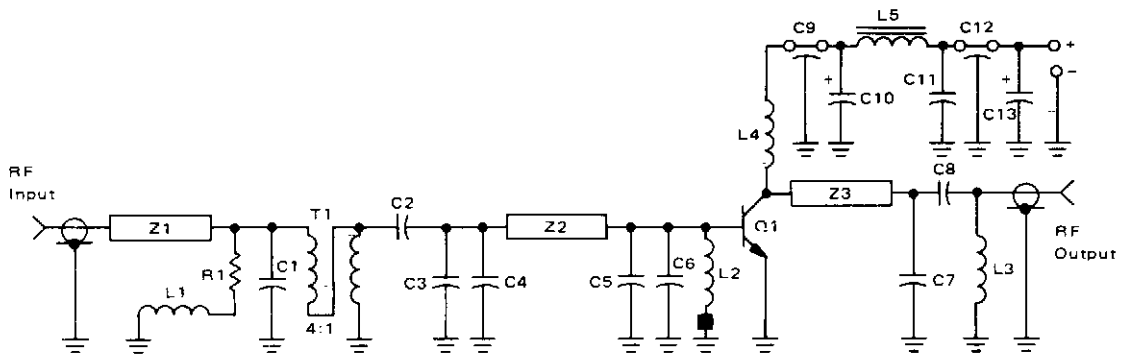 C9
L5
C12
+
+
C10
C11
+
C13
-
L4
RF
Input
Z1
T1
C2
Z2
Q1
Z3
C8
RF
Output
R1
C1
L1
4:1
C3
C4
C5
C6
L2
C7
L3